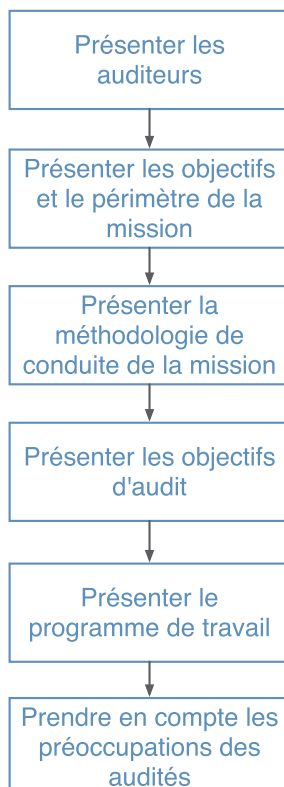 Présenter les
auditeurs
Présenter les objectifs
et le périmètre de la
mission
Présenter la
méthodologie de
conduite de la mission
Présenter les objectifs
d'audit
Présenter le
programme de travail
Prendre en compte les
préoccupations des
audités